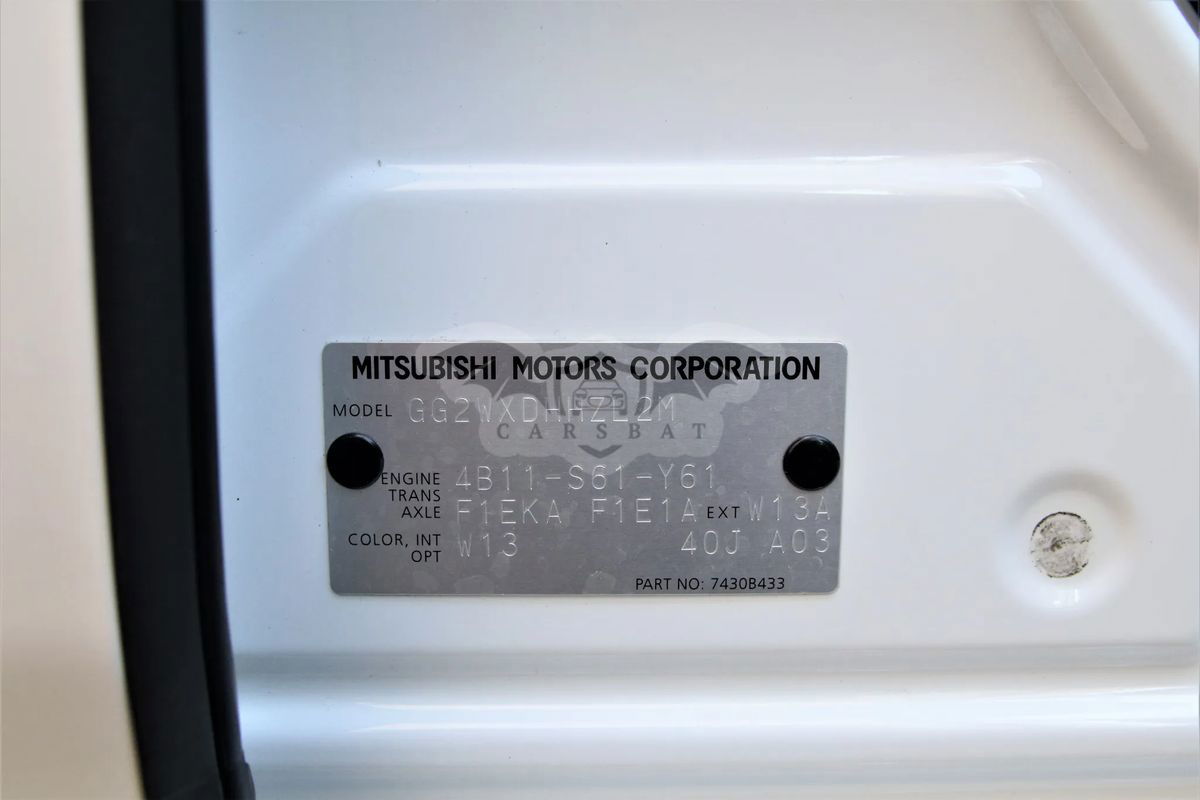 MITSUBISHI MOTORS CORPORATION
MODEL GG2WXDHHZL2M
CARSBAT
ENGINE 4B11-S61-Y61
TRANS
AXLE F1EKA F1E1A EXT W13A
COLOR, INT
OPT W13 40J A03
PART NO: 7430B433